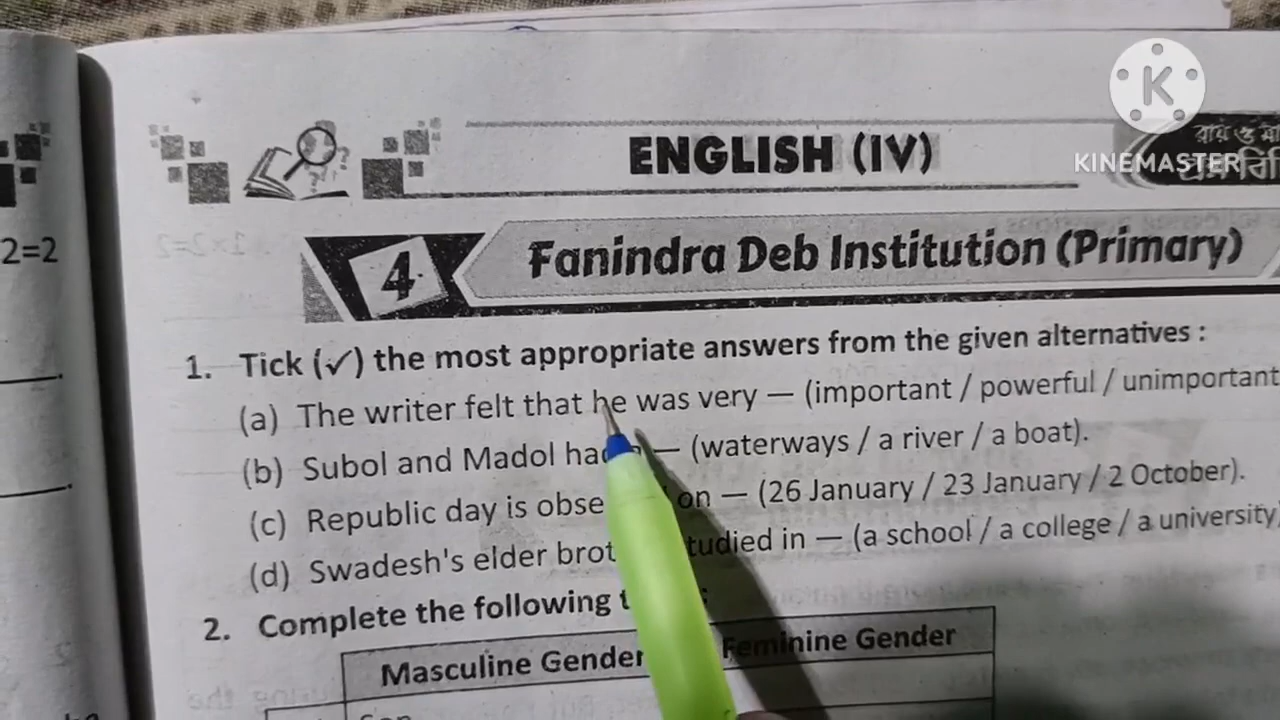 KINEMASTER
ENGLISH (IV)
রায় ও
2=2
4
Fanindra Deb Institution (Primary)
1. Tick (✓) the most appropriate answers from the given alternatives :
(a) The writer felt that he was very — (important / powerful / unimportant
(b) Subol and Madol had — (waterways / a river / a boat).
(c) Republic day is obse on — (26 January / 23 January / 2 October).
(d) Swadesh's elder brot studied in — (a school / a college / a university)
2. Complete the following
Masculine Gender Feminine Gender
Son